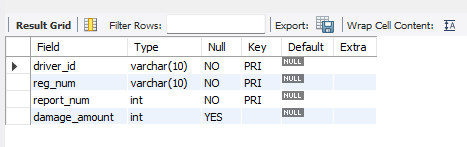 Result Grid Filter Rows: Export: Wrap Cell Content: IA
Field Type Null Key Default Extra
driver_id varchar(10) NO PRI NULL
reg_num varchar(10) NO PRI NULL
report_num int NO PRI NULL
damage_amount int YES NULL